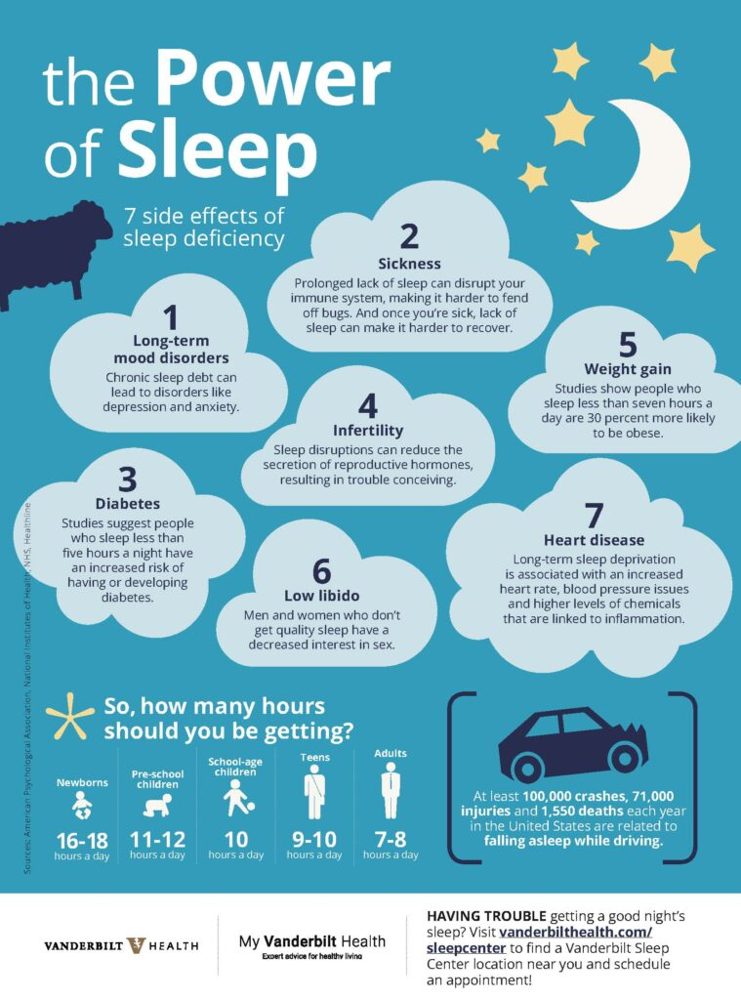 the Power
of Sleep
7 side effects of
sleep deficiency
1
Long-term
mood disorders
Chronic sleep debt can
lead to disorders like
depression and anxiety.
2
Sickness
Prolonged lack of sleep can disrupt your
immune system, making it harder to fend
off bugs. And once you’re sick, lack of
sleep can make it harder to recover.
3
Diabetes
Studies suggest people
who sleep less than
five hours a night have
an increased risk of
having or developing
diabetes.
4
Infertility
Sleep disruptions can reduce the
secretion of reproductive hormones,
resulting in trouble conceiving.
5
Weight gain
Studies show people who
sleep less than seven hours a
day are 30 percent more likely
to be obese.
6
Low libido
Men and women who don’t
get quality sleep have a
decreased interest in sex.
7
Heart disease
Long-term sleep deprivation
is associated with an increased
heart rate, blood pressure issues
and higher levels of chemicals
that are linked to inflammation.
Sources: American Psychological Association, National Institutes of Health, NHS, Healthline
So, how many hours
should you be getting?
Newborns
16-18
hours a day
Pre-school
children
11-12
hours a day
School-age
children
10
hours a day
Teens
9-10
hours a day
Adults
7-8
hours a day
At least 100,000 crashes, 71,000
injuries and 1,550 deaths each year
in the United States are related to
falling asleep while driving.
VANDERBILT V HEALTH
My Vanderbilt Health
Expert advice for healthy living
HAVING TROUBLE getting a good night’s
sleep? Visit vanderbilthealth.com/
sleepcenter to find a Vanderbilt Sleep
Center location near you and schedule
an appointment!